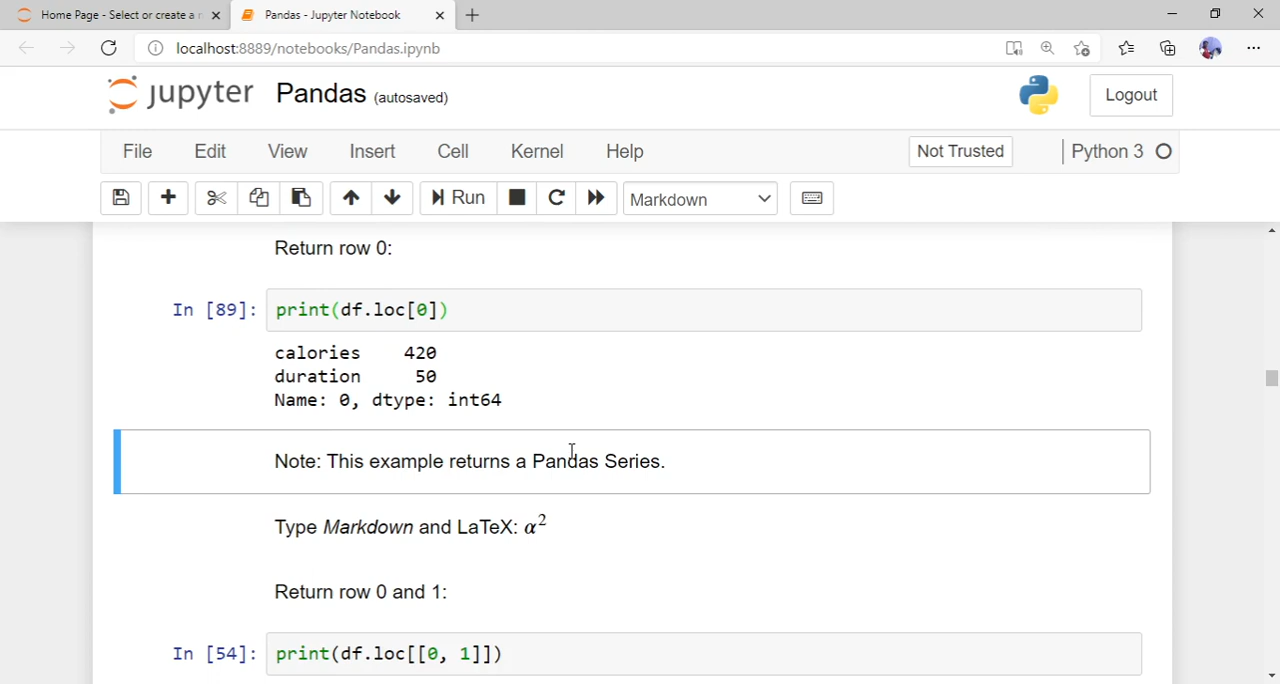 Home Page - Select or create a n
Pandas - Jupyter Notebook
localhost:8889/notebooks/Pandas.ipynb
jupyter Pandas (autosaved)
Logout
File Edit View Insert Cell Kernel Help Not Trusted Python 3
Run Markdown
Return row 0:
In [89]: print(df.loc[0])
calories 420
duration 50
Name: 0, dtype: int64
Note: This example returns a Pandas Series.
Type Markdown and LaTeX: α²
Return row 0 and 1:
In [54]: print(df.loc[[0, 1]])